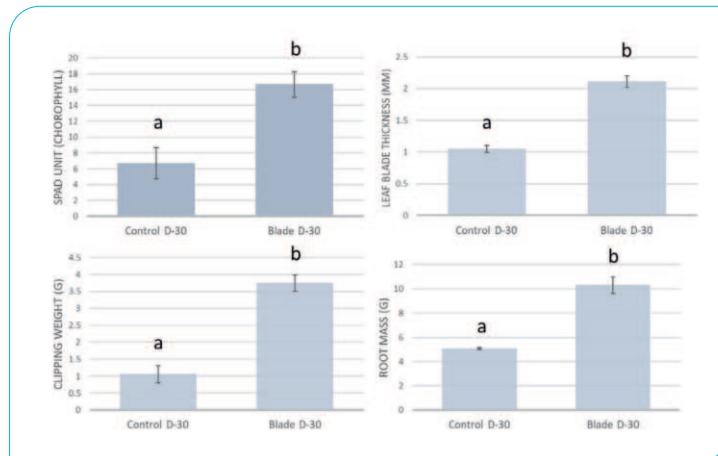 SPAD UNIT (CHOROPHYLL)
20
18
16
14
12
10
8
6
4
2
0
a
b
Control D-30
Blade D-30
LEAF BLADE THICKNESS (MM)
2.5
2
1.5
1
0.5
0
a
b
Control D-30
Blade D-30
CLIPPING WEIGHT (G)
4.5
4
3.5
3
2.5
2
1.5
1
0.5
0
a
b
Control D-30
Blade D-30
ROOT MASS (G)
12
10
8
6
4
2
0
a
b
Control D-30
Blade D-30